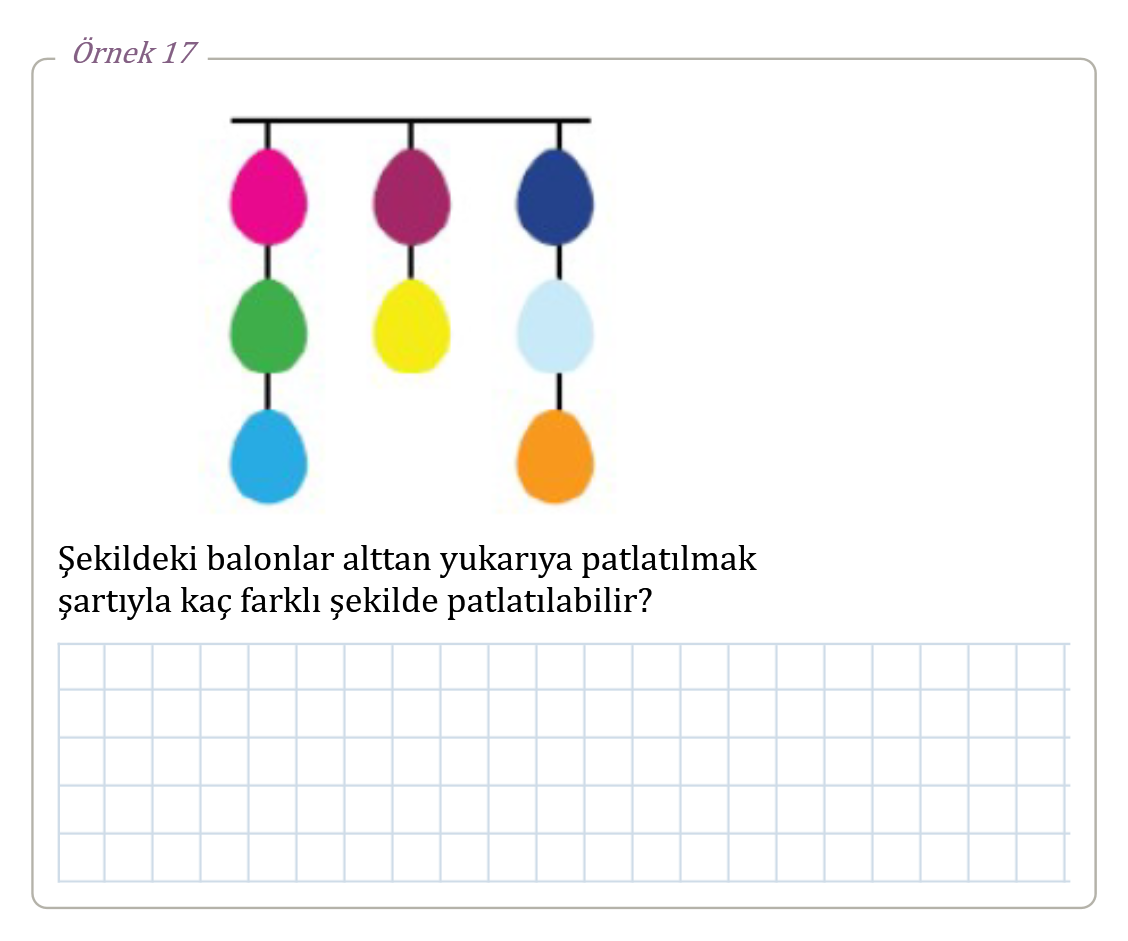 Örnek 17
Şekildeki balonlar alttan yukarıya patlatılmak
şartıyla kaç farklı şekilde patlatılabilir?